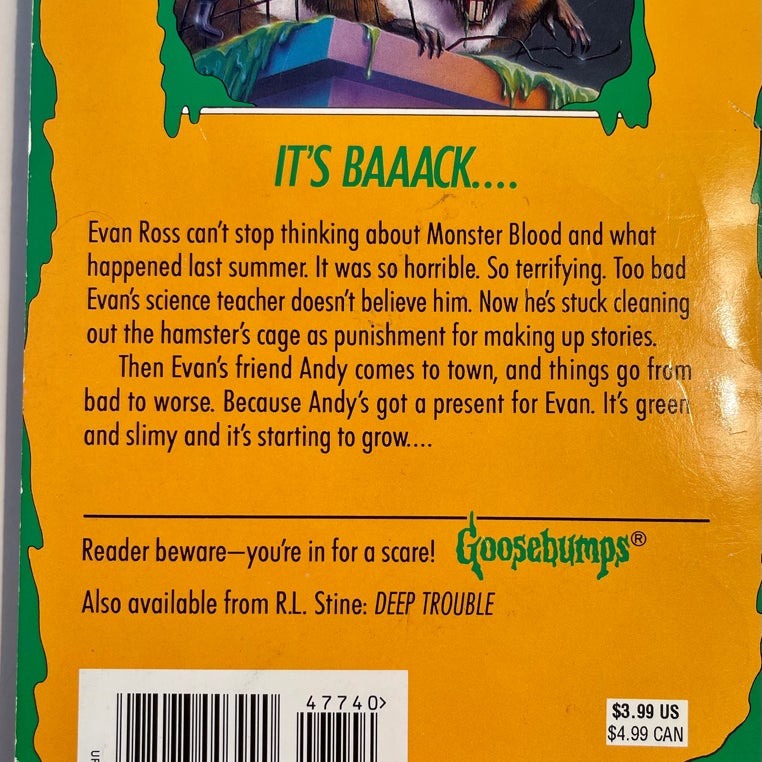 IT'S BAAACK....
Evan Ross can't stop thinking about Monster Blood and what
happened last summer. It was so horrible. So terrifying. Too bad
Evan's science teacher doesn't believe him. Now he's stuck cleaning
out the hamster's cage as punishment for making up stories.
Then Evan's friend Andy comes to town, and things go from
bad to worse. Because Andy's got a present for Evan. It's green
and slimy and it's starting to grow....
Reader beware—you're in for a scare! Goosebumps®
Also available from R.L. Stine: DEEP TROUBLE
47740>
$3.99 US
$4.99 CAN